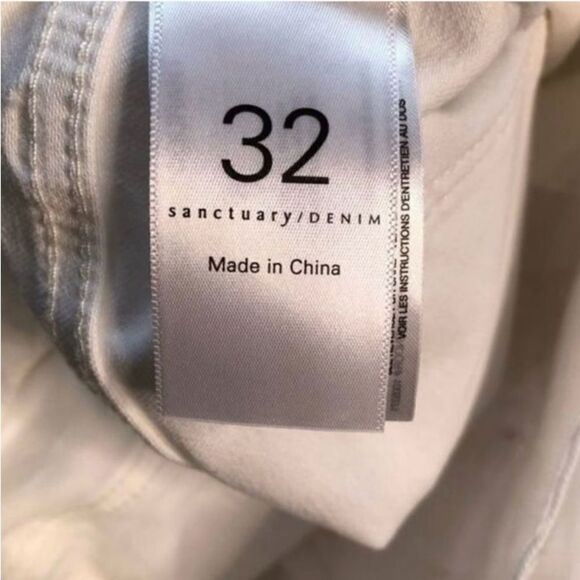 32
sanctuary/DENIM
Made in China
VOIR LES INSTRUCTIONS D'ENTRETIEN AU DOS